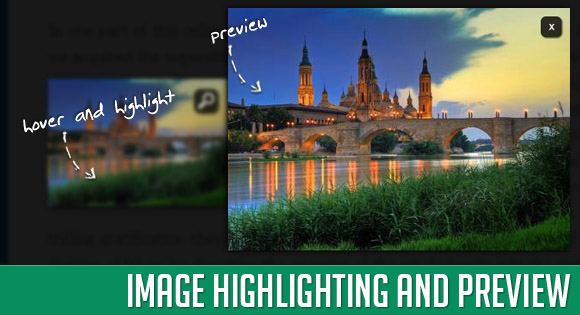 preview
x
hover and highlight
IMAGE HIGHLIGHTING AND PREVIEW